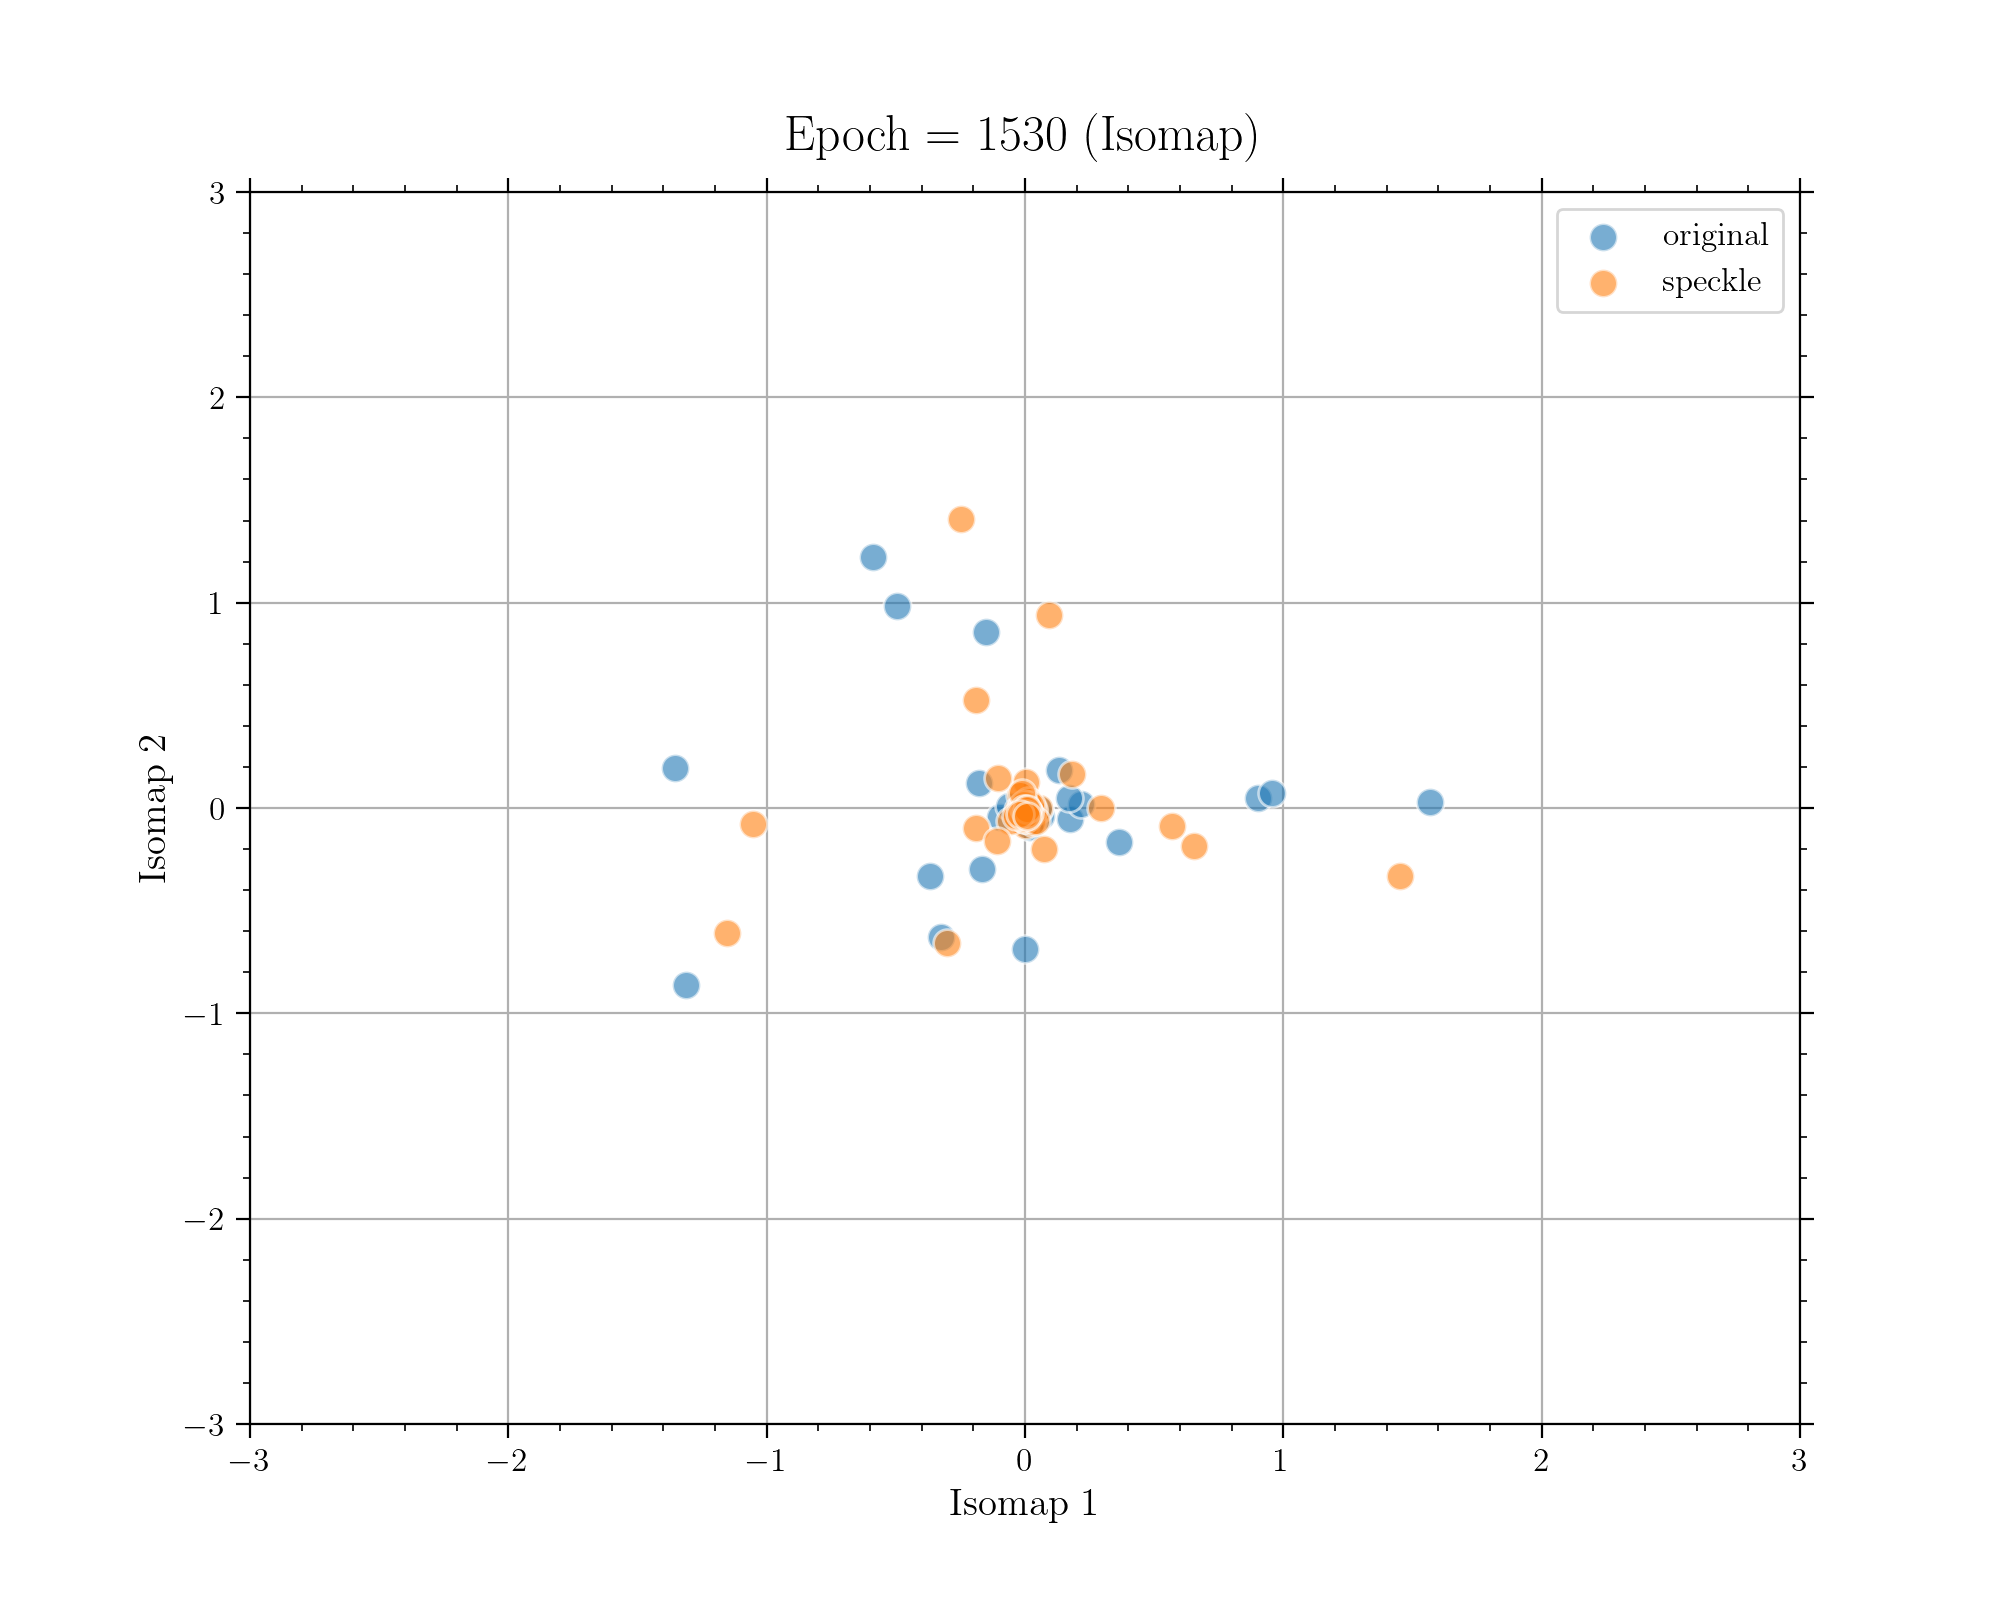 Epoch = 1530 (Isomap)
original
speckle
3
2
1
0
−1
−2
−3
Isomap 2
−3
−2
−1
0
1
2
3
Isomap 1